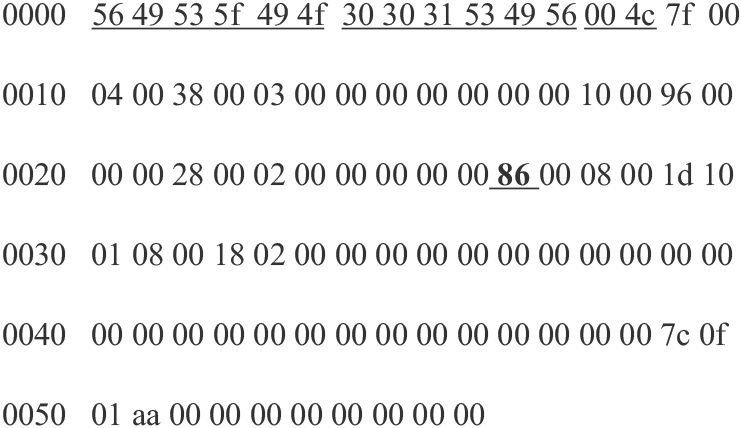 0000 56 49 53 5f 49 4f 30 30 31 53 49 56 00 4c 7f 00
0010 04 00 38 00 03 00 00 00 00 00 00 00 10 00 96 00
0020 00 00 28 00 02 00 00 00 00 00 86 00 08 00 1d 10
0030 01 08 00 18 02 00 00 00 00 00 00 00 00 00 00 00
0040 00 00 00 00 00 00 00 00 00 00 00 00 00 00 7c 0f
0050 01 aa 00 00 00 00 00 00 00 00